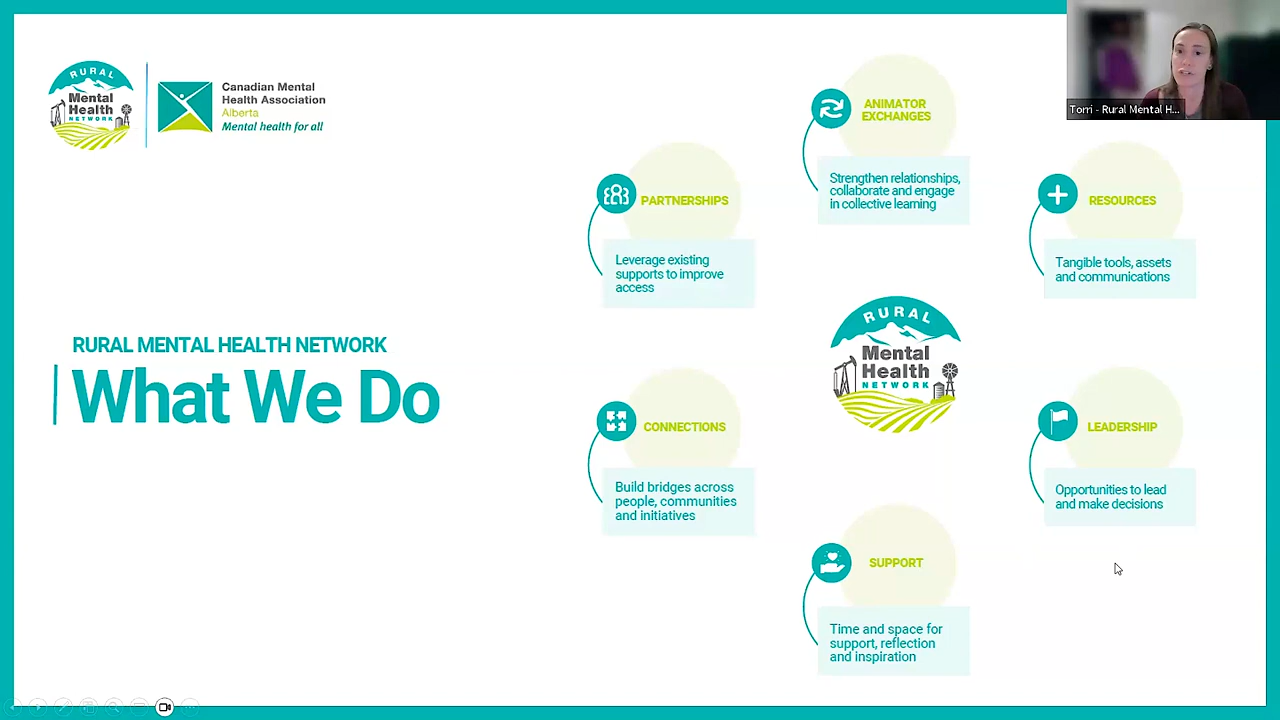 RURAL
Mental
Health
NETWORK
Canadian Mental
Health Association
Alberta
Mental health for all
Torri - Rural Mental H...
RURAL MENTAL HEALTH NETWORK
What We Do
ANIMATOR
EXCHANGES
Strengthen relationships,
collaborate and engage
in collective learning
PARTNERSHIPS
Leverage existing
supports to improve
access
RESOURCES
Tangible tools, assets
and communications
RURAL
Mental
Health
NETWORK
CONNECTIONS
Build bridges across
people, communities
and initiatives
LEADERSHIP
Opportunities to lead
and make decisions
SUPPORT
Time and space for
support, reflection
and inspiration